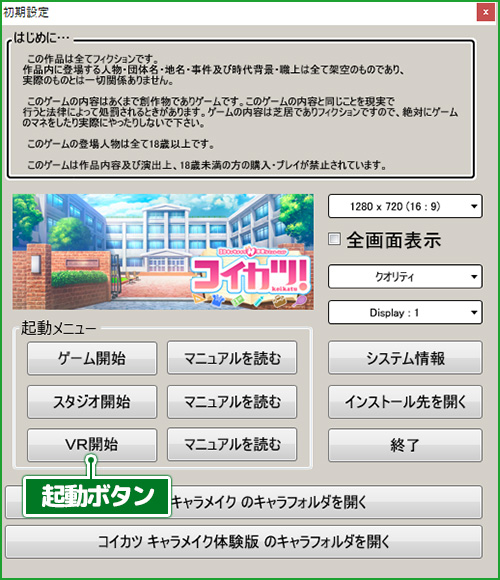 初期設定
x
はじめに…
この作品は全てフィクションです。
作品内に登場する人物・団体名・地名・事件及び時代背景・職上は全て架空のものであり、
実際のものとは一切関係ありません。
このゲームの内容はあくまで創作物でありゲームです。このゲームの内容と同じことを現実で
行うと法律によって処罰されるときがあります。ゲームの内容は芝居でありフィクションですので、絶対にゲーム
のマネをしたり実際にやったりしないで下さい。
このゲームの登場人物は全て18歳以上です。
このゲームは作品内容及び演出上、18歳未満の方の購入・プレイが禁止されています。
コイカツ!
koikatu
1280 x 720 (16 : 9)
全画面表示
クオリティ
Display : 1
起動メニュー
ゲーム開始
マニュアルを読む
システム情報
スタジオ開始
マニュアルを読む
インストール先を開く
VR開始
マニュアルを読む
終了
起動ボタン
キャラメイク のキャラフォルダを開く
コイカツ キャラメイク体験版 のキャラフォルダを開く